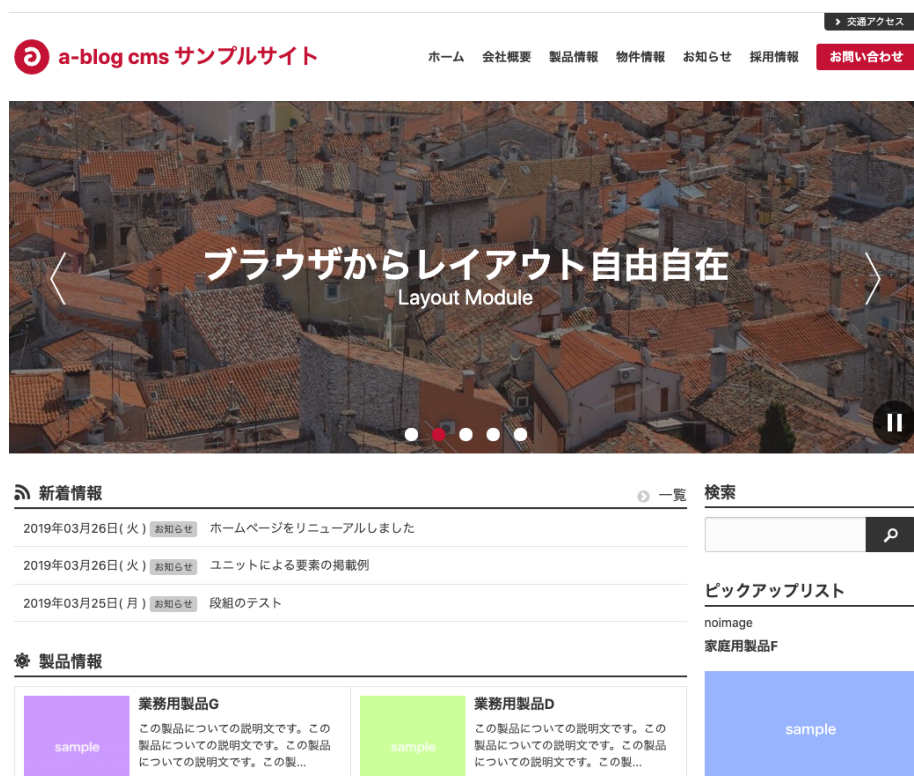 交通アクセス
a-blog cms サンプルサイト
ホーム 会社概要 製品情報 物件情報 お知らせ 採用情報 お問い合わせ
ブラウザからレイアウト自由自在
Layout Module
新着情報
一覧
2019年03月26日( 火 ) お知らせ ホームページをリニューアルしました
2019年03月26日( 火 ) お知らせ ユニットによる要素の掲載例
2019年03月25日( 月 ) お知らせ 段組のテスト
製品情報
sample
業務用製品G
この製品についての説明文です。この
製品についての説明文です。この製品
についての説明文です。この製...
sample
業務用製品D
この製品についての説明文です。この
製品についての説明文です。この製品
についての説明文です。この製...
検索
ピックアップリスト
noimage
家庭用製品F
sample